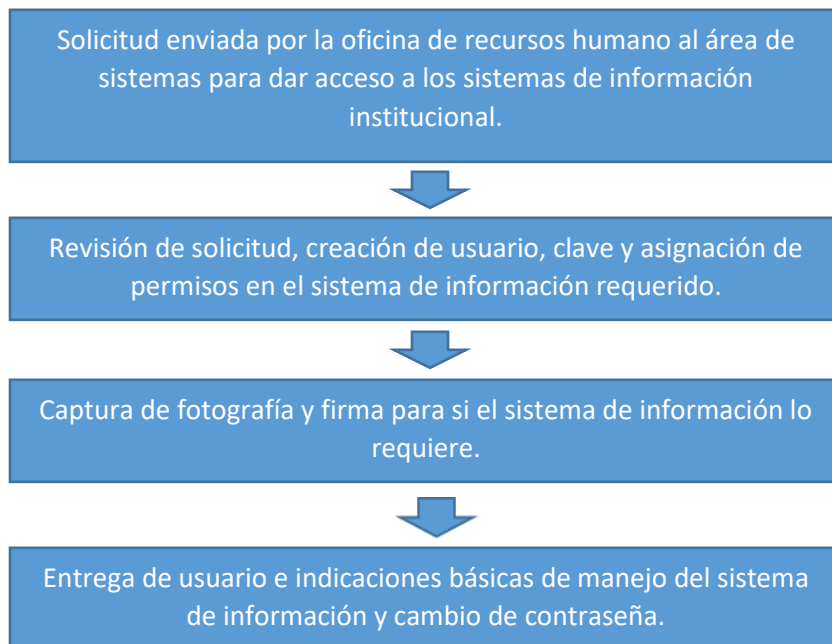 Solicitud enviada por la oficina de recursos humano al área de
sistemas para dar acceso a los sistemas de información
institucional.
Revisión de solicitud, creación de usuario, clave y asignación de
permisos en el sistema de información requerido.
Captura de fotografía y firma para si el sistema de información lo
requiere.
Entrega de usuario e indicaciones básicas de manejo del sistema
de información y cambio de contraseña.